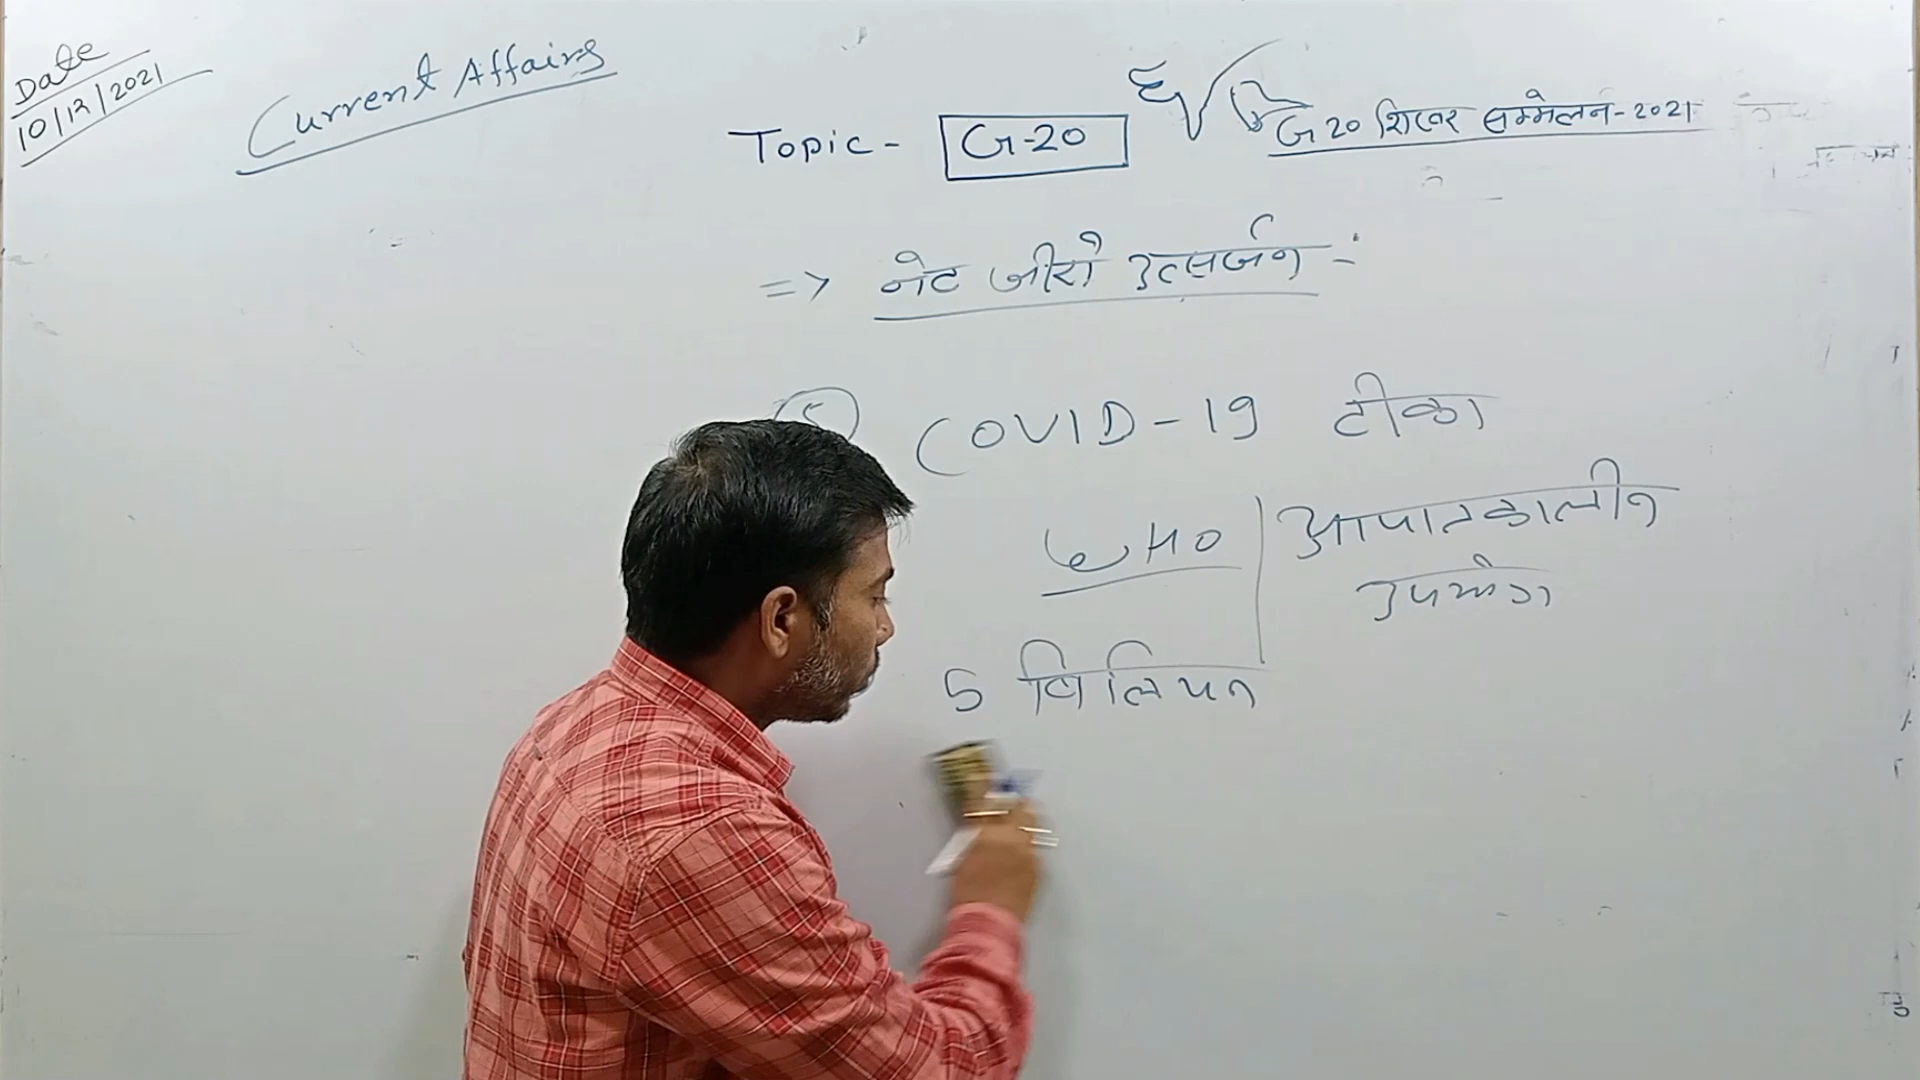 Date
10/12/2021
Current Affairs
Topic - G-20
G20 शिखर सम्मेलन-2021
=> नेट जीरो उत्सर्जन :-
5 COVID-19 टीका
WHO | आपातकालीन
उपयोग
5 बिलियन